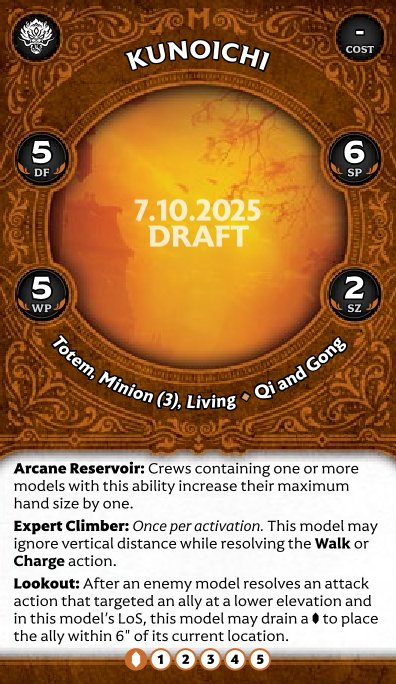 KUNOICHI
-
COST
5
DF
6
SP
7.10.2025
DRAFT
5
WP
2
SZ
Totem, Minion (3), Living ♦ Qi and Gong
Arcane Reservoir: Crews containing one or more
models with this ability increase their maximum
hand size by one.
Expert Climber: Once per activation. This model may
ignore vertical distance while resolving the Walk or
Charge action.
Lookout: After an enemy model resolves an attack
action that targeted an ally at a lower elevation and
in this model's LoS, this model may drain a ⬧ to place
the ally within 6" of its current location.
1 2 3 4 5